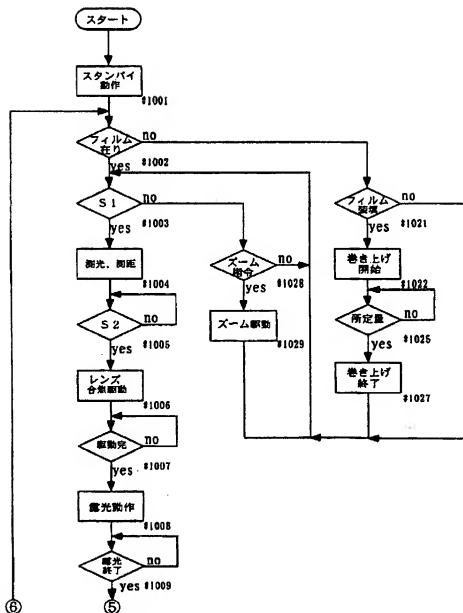 スタート
スタンバイ
動作
#1001
フィルム
在り
no
yes
#1002
S1
no
yes
#1003
測光、測距
#1004
S2
no
yes
#1005
レンズ
合焦駆動
#1006
駆動完
no
yes
#1007
露光動作
#1008
露光
終了
no
yes
#1009
⑥
⑤
ズーム
指令
no
yes
#1028
ズーム駆動
#1029
フィルム
装填
no
yes
#1021
巻き上げ
開始
#1022
所定量
no
yes
#1025
巻き上げ
終了
#1027